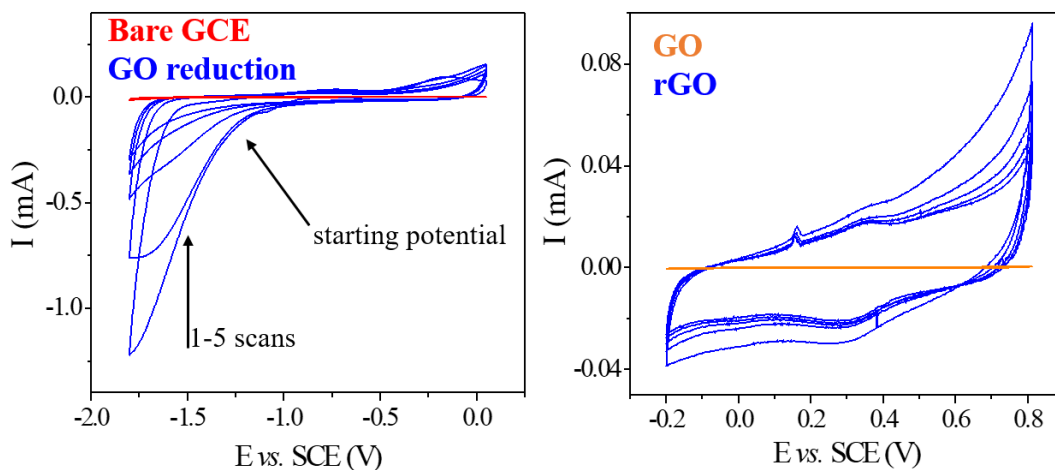 Bare GCE
GO reduction
0.0
-0.5
-1.0
I (mA)
starting potential
1-5 scans
-2.0 -1.5 -1.0 -0.5 0.0
E vs. SCE (V)
GO
rGO
0.08
0.04
0.00
-0.04
I (mA)
-0.2 0.0 0.2 0.4 0.6 0.8
E vs. SCE (V)